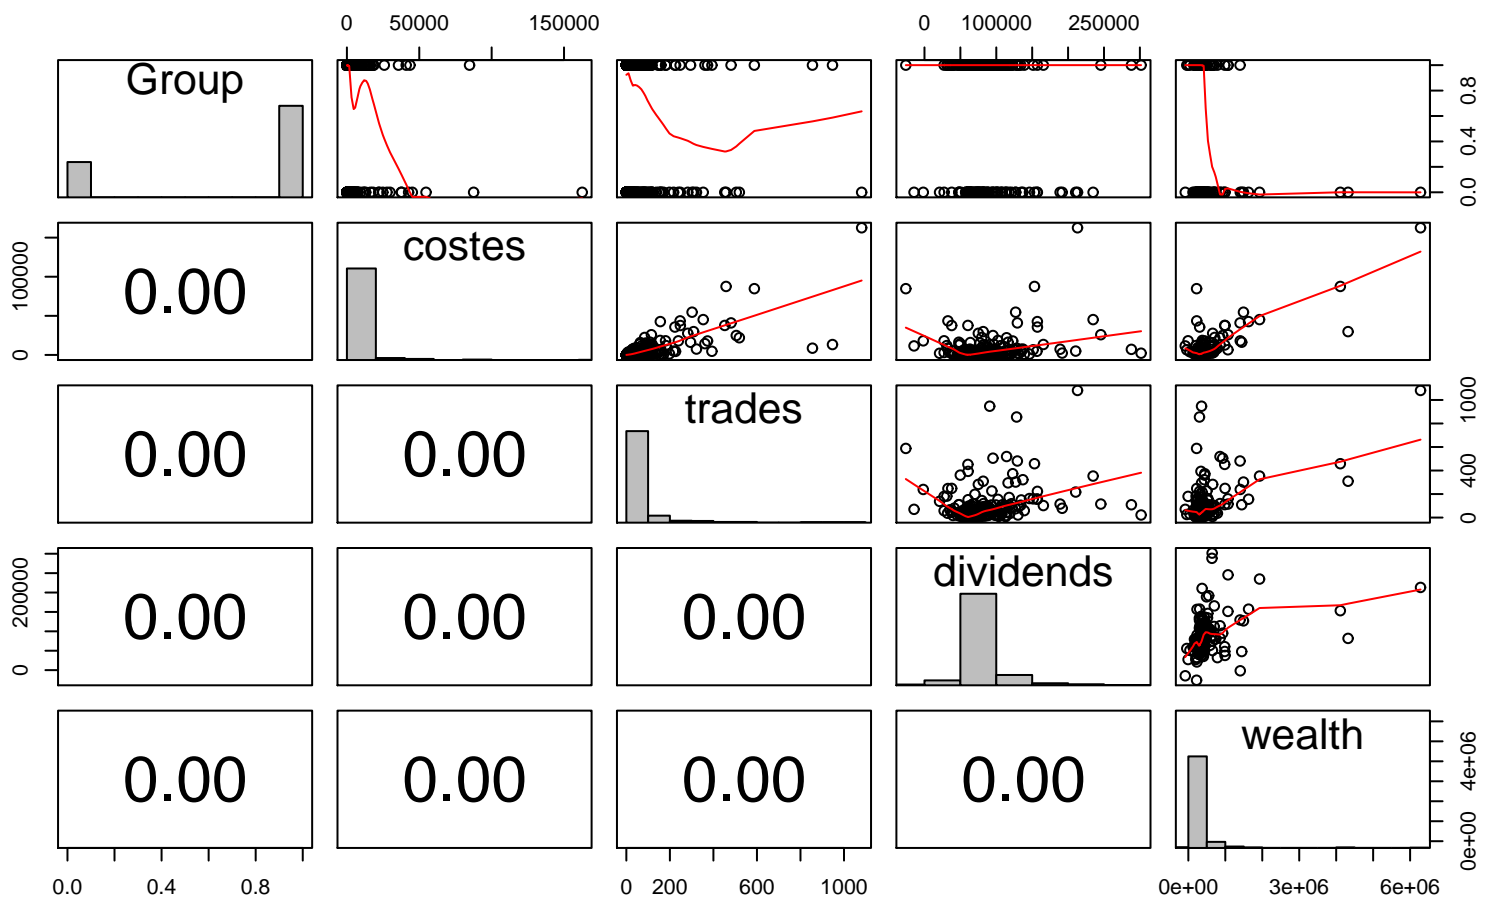 0 50000 150000 0 100000 250000
Group
0.0 0.4 0.8
0.00 costes
0 100000
0.00 0.00 trades
0 400 1000
0.00 0.00 0.00 dividends
0 200000
0.00 0.00 0.00 0.00 wealth
0e+00 4e+06
0.0 0.4 0.8 0 200 600 1000 0e+00 3e+06 6e+06